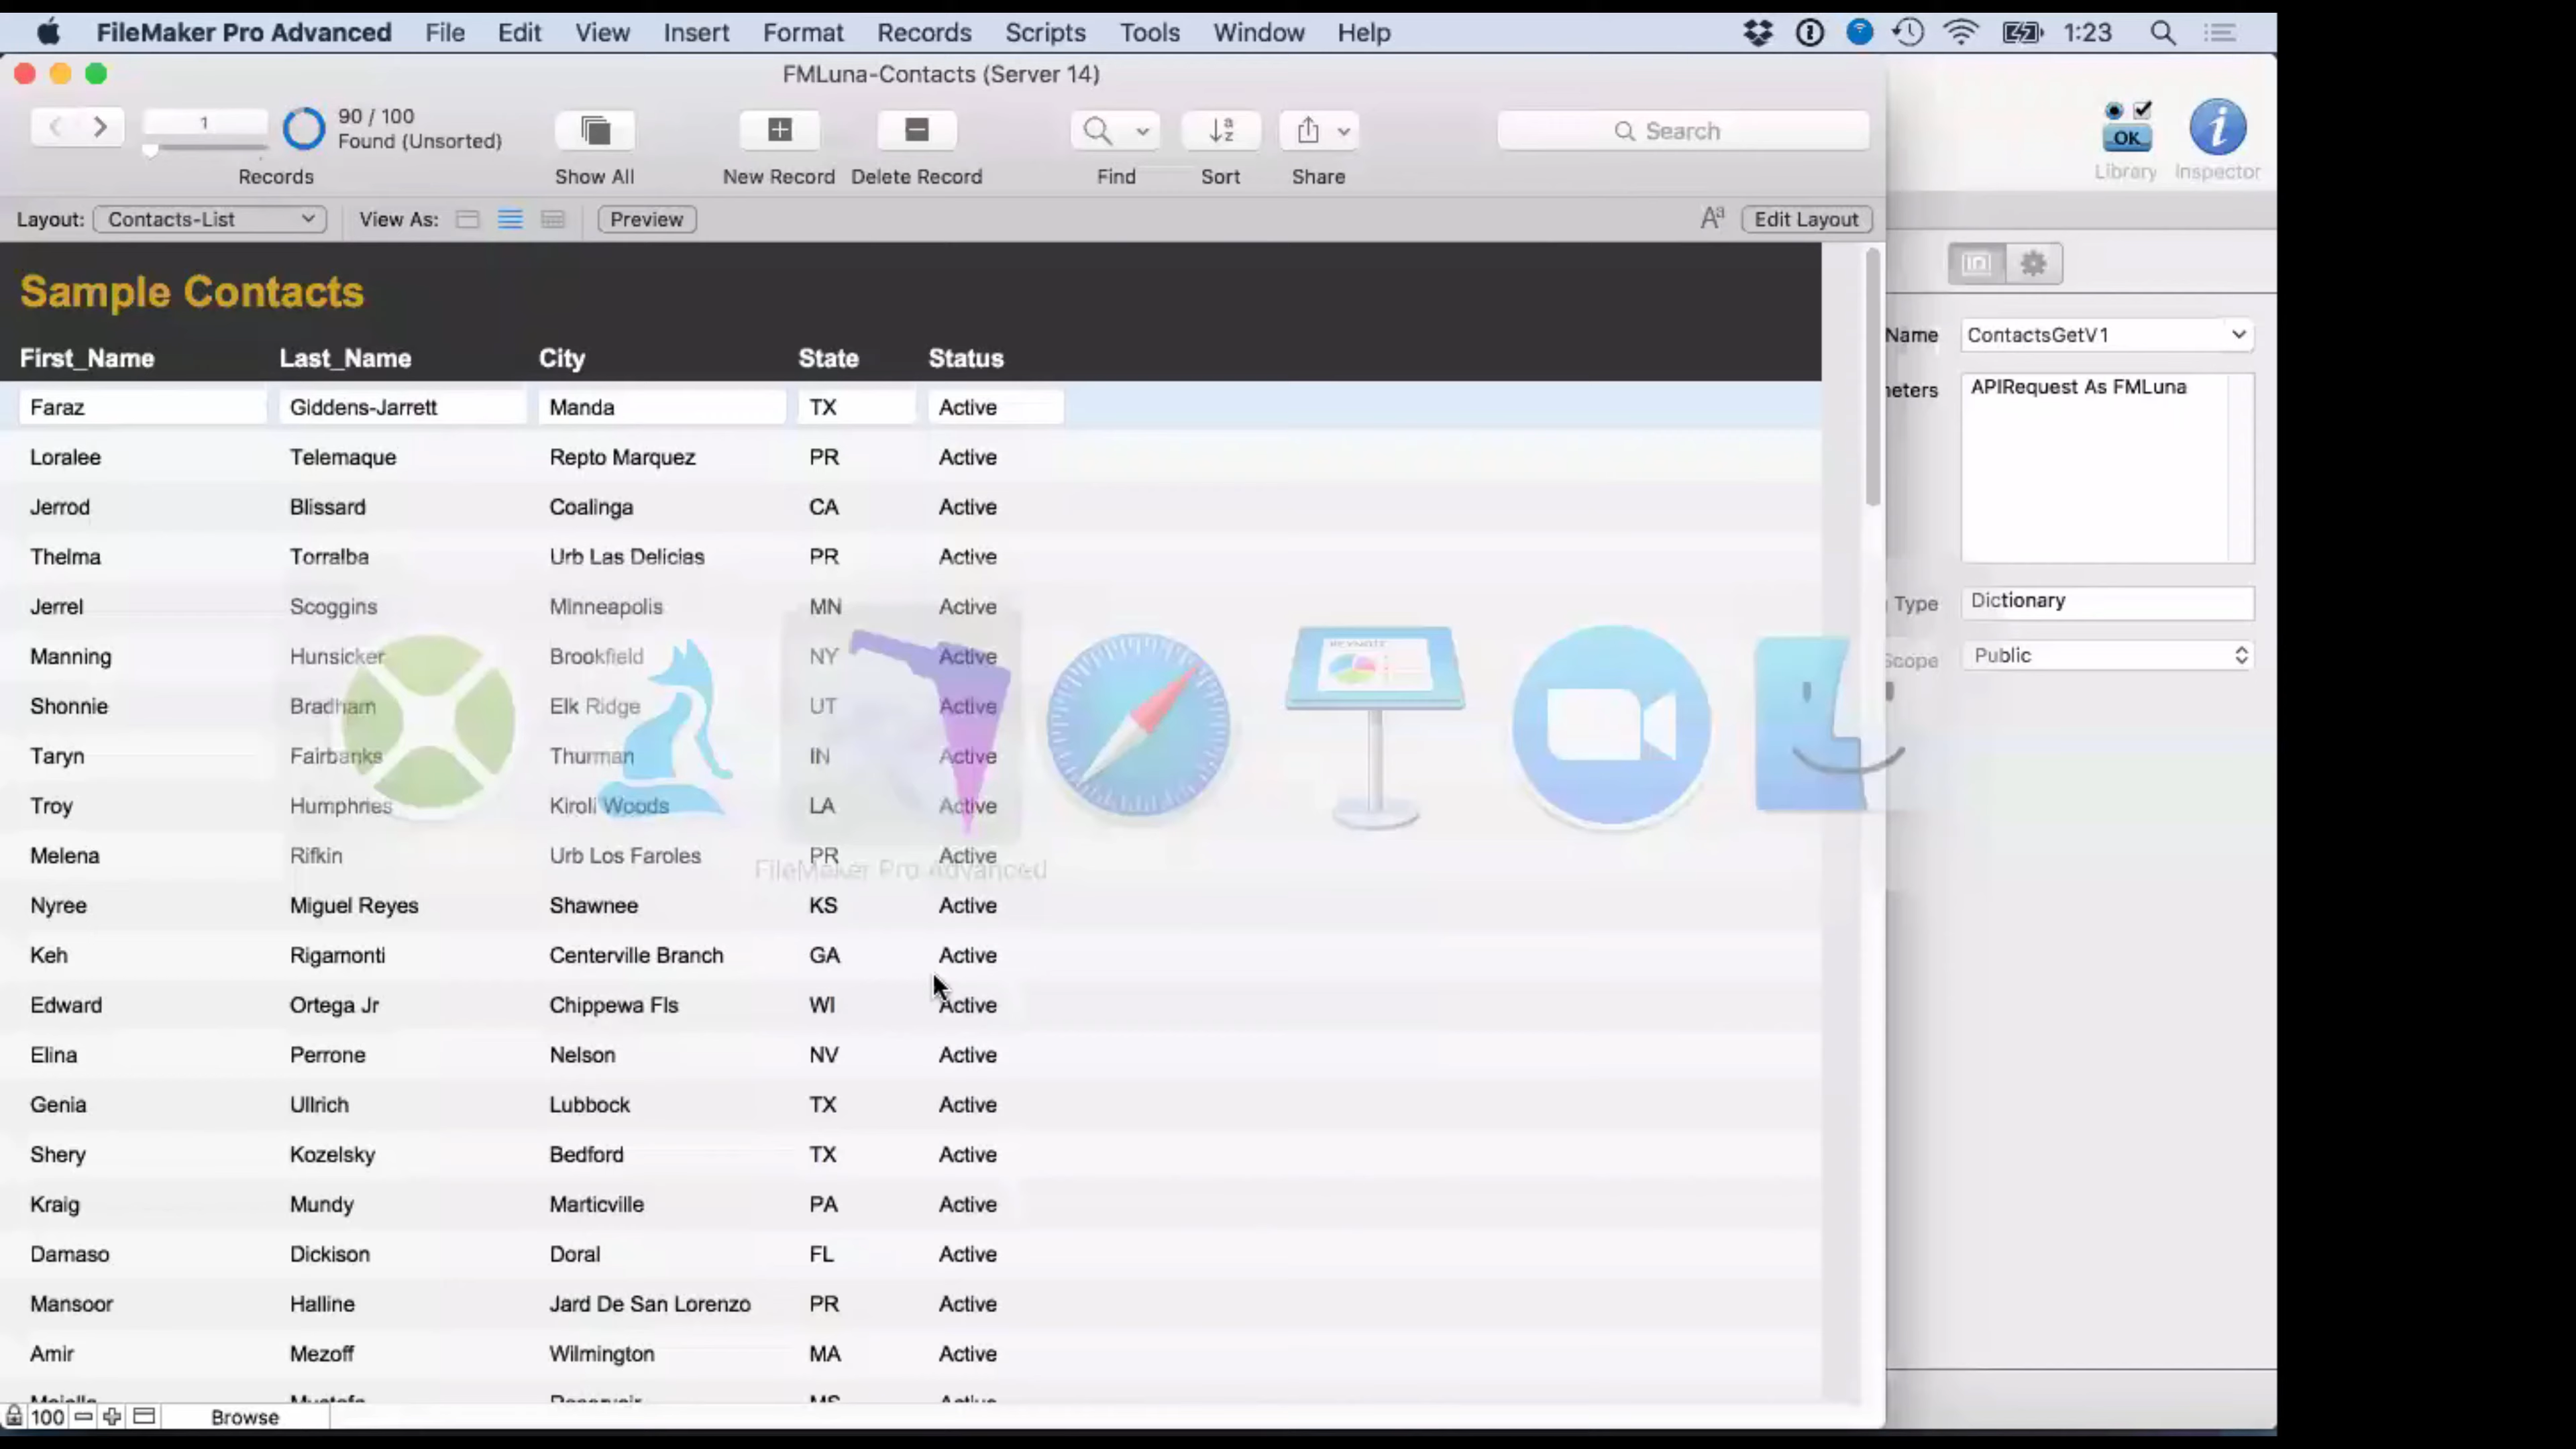 FileMaker Pro Advanced File Edit View Insert Format Records Scripts Tools Window Help 1:23
FMLuna-Contacts (Server 14)
1
90 / 100
Found (Unsorted)
Records
Show All
New Record
Delete Record
Find
Sort
Share
Search
OK
Library
Inspector
Layout: Contacts-List View As: Preview Edit Layout
Sample Contacts
First_Name Last_Name City State Status
Faraz Giddens-Jarrett Manda TX Active
Loralee Telemaque Repto Marquez PR Active
Jerrod Blissard Coalinga CA Active
Thelma Torralba Urb Las Delicias PR Active
Jerrel Scoggins Minneapolis MN Active
Manning Hunsicker Brookfield NY Active
Shonnie Bradham Elk Ridge UT Active
Taryn Fairbanks Thurman IN Active
Troy Humphries Kiroli Woods LA Active
Melena Rifkin Urb Los Faroles PR Active
FileMaker Pro Advanced
Nyree Miguel Reyes Shawnee KS Active
Keh Rigamonti Centerville Branch GA Active
Edward Ortega Jr Chippewa Fls WI Active
Elina Perrone Nelson NV Active
Genia Ullrich Lubbock TX Active
Shery Kozelsky Bedford TX Active
Kraig Mundy Marticville PA Active
Damaso Dickison Doral FL Active
Mansoor Halline Jard De San Lorenzo PR Active
Amir Mezoff Wilmington MA Active
100 Browse
Name ContactsGetV1
neters APIRequest As FMLuna
Type Dictionary
Scope Public